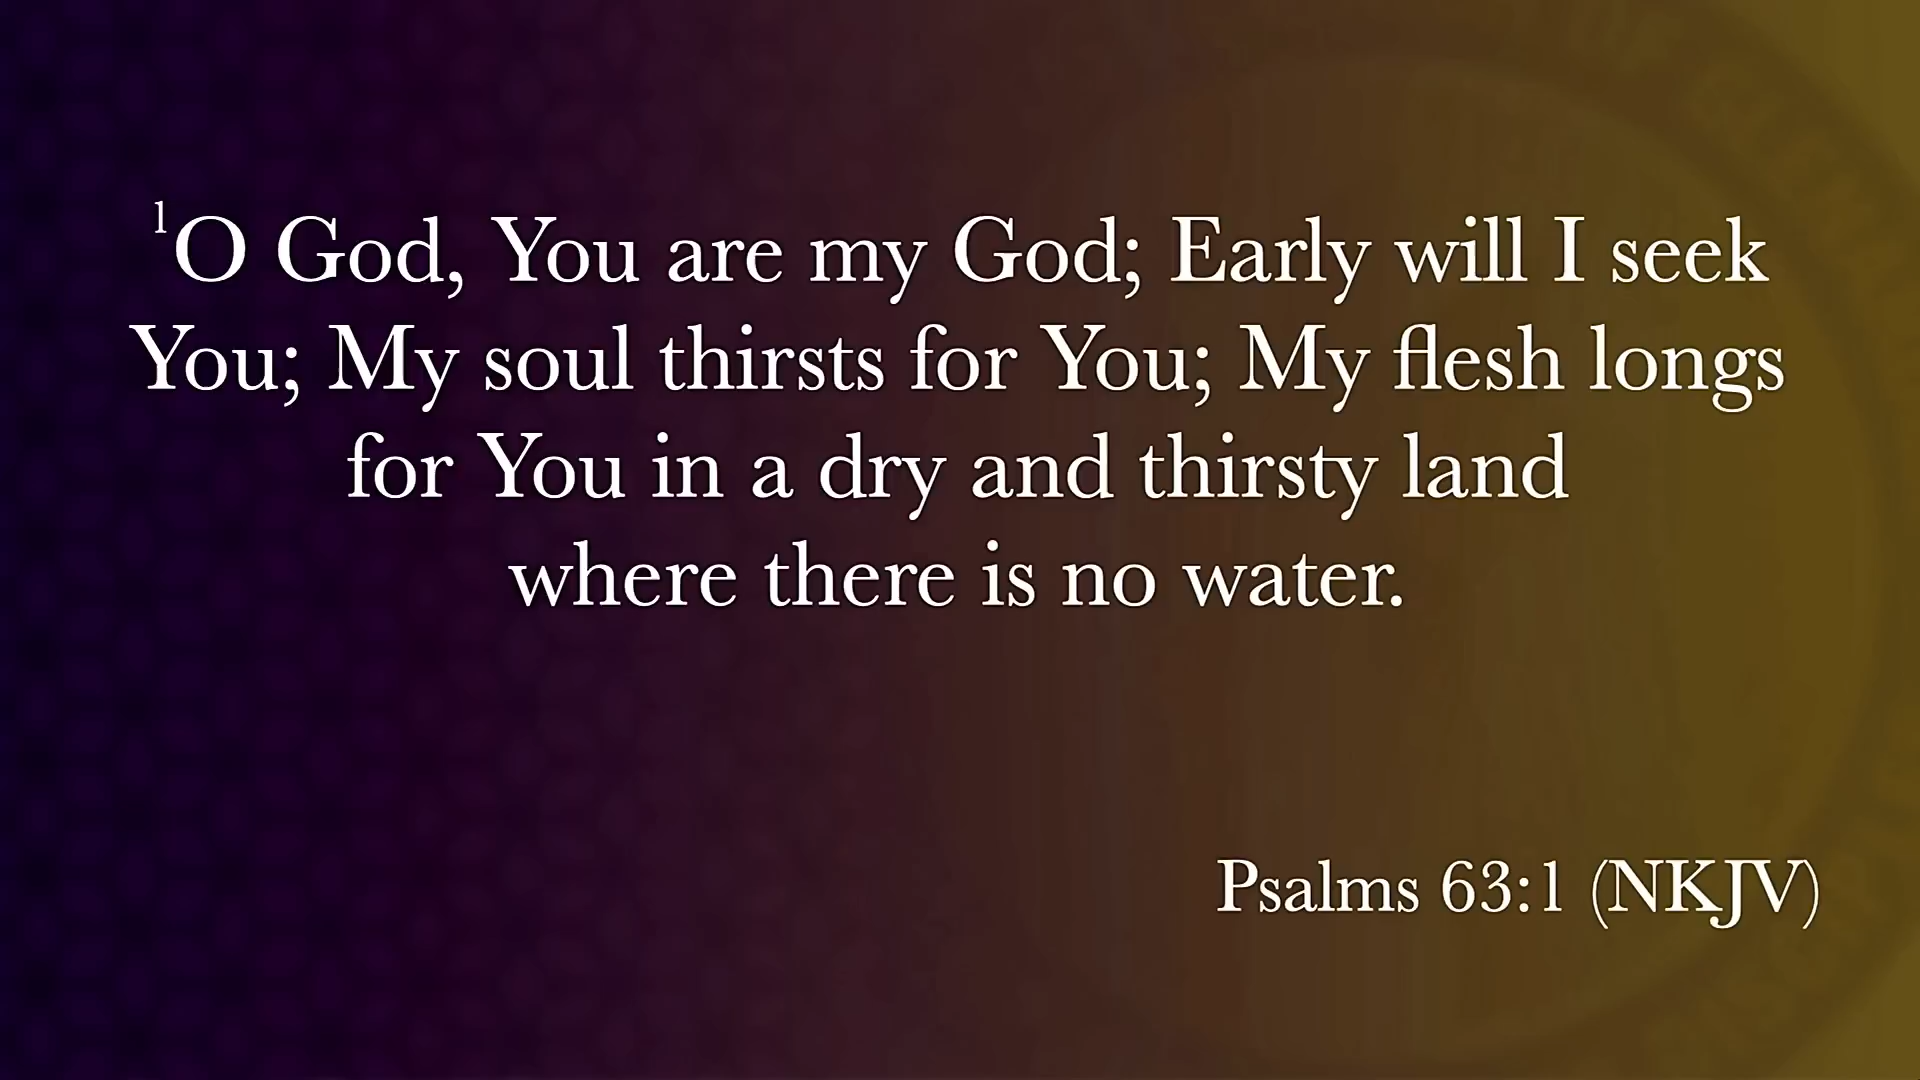 ¹O God, You are my God; Early will I seek
You; My soul thirsts for You; My flesh longs
for You in a dry and thirsty land
where there is no water.
Psalms 63:1 (NKJV)